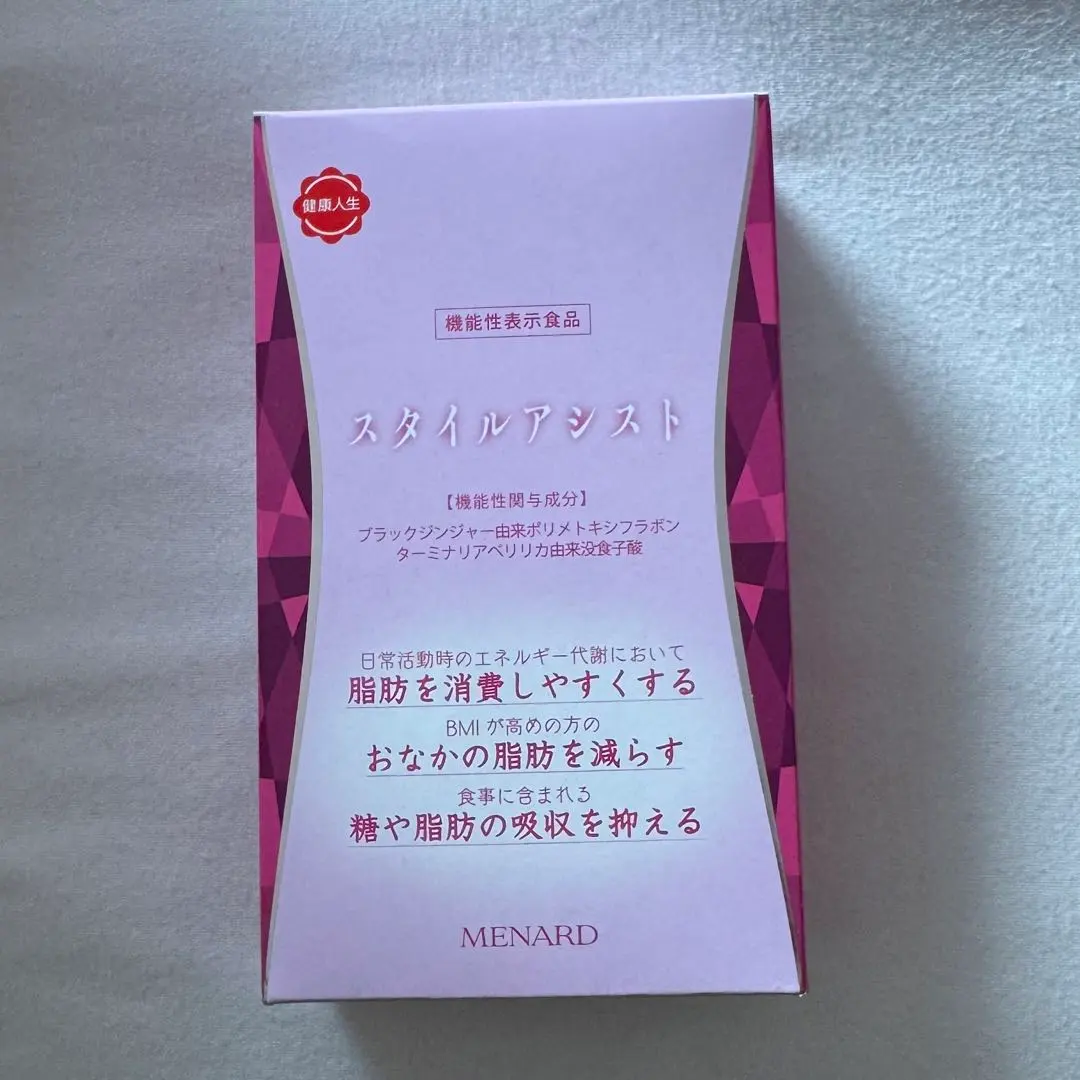 健康人生
機能性表示食品
スタイルアシスト
【機能性関与成分】
ブラックジンジャー由来ポリメトキシフラボン
ターミナリアベリリカ由来没食子酸
日常活動時のエネルギー代謝において
脂肪を消費しやすくする
BMIが高めの方の
おなかの脂肪を減らす
食事に含まれる
糖や脂肪の吸収を抑える
MENARD